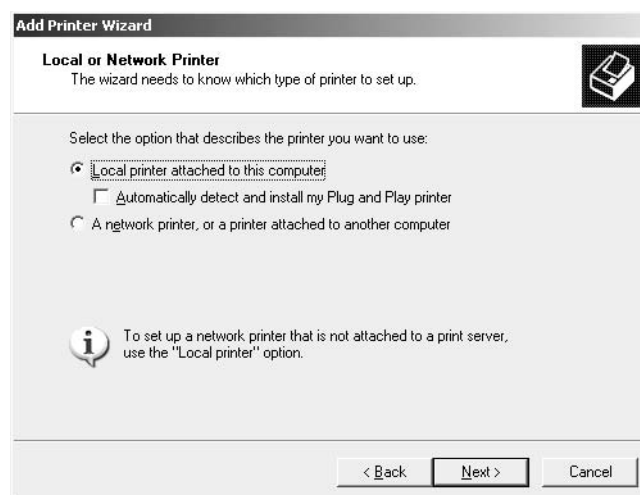 Add Printer Wizard
Local or Network Printer
The wizard needs to know which type of printer to set up.
Select the option that describes the printer you want to use:
Local printer attached to this computer
Automatically detect and install my Plug and Play printer
A network printer, or a printer attached to another computer
To set up a network printer that is not attached to a print server,
use the "Local printer" option.
< Back
Next >
Cancel